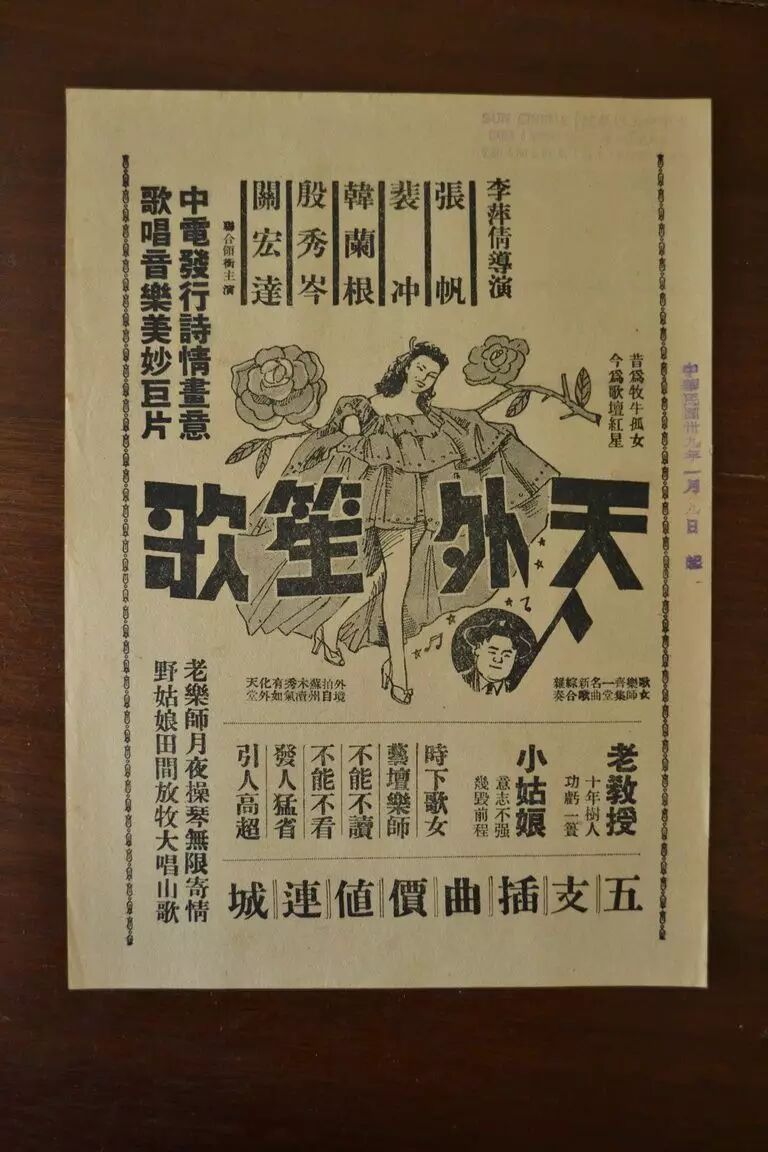 李萍倩導演
張帆
裴冲
韓蘭根
殷秀岑
關宏達
聯合領銜主演
中電發行詩情畫意
歌唱音樂美妙巨片
昔爲牧牛孤女
今爲歌壇紅星
天外笙歌
歌女
樂師
齊集
一堂
名曲
新歌
綜合
雜奏
外境
拍自
蘇州
木瀆
秀氣
有如
化外
天堂
老樂師月夜操琴無限寄情
野姑娘田間放牧大唱山歌
老教授
十年樹人
功虧一簣
小姑娘
意志不强
幾毀前程
時下歌女
藝壇樂師
不能不讀
不能不看
發人猛省
引人高超
五支插曲價值連城
中華民國卅九年一月九日
SUN CINEMA